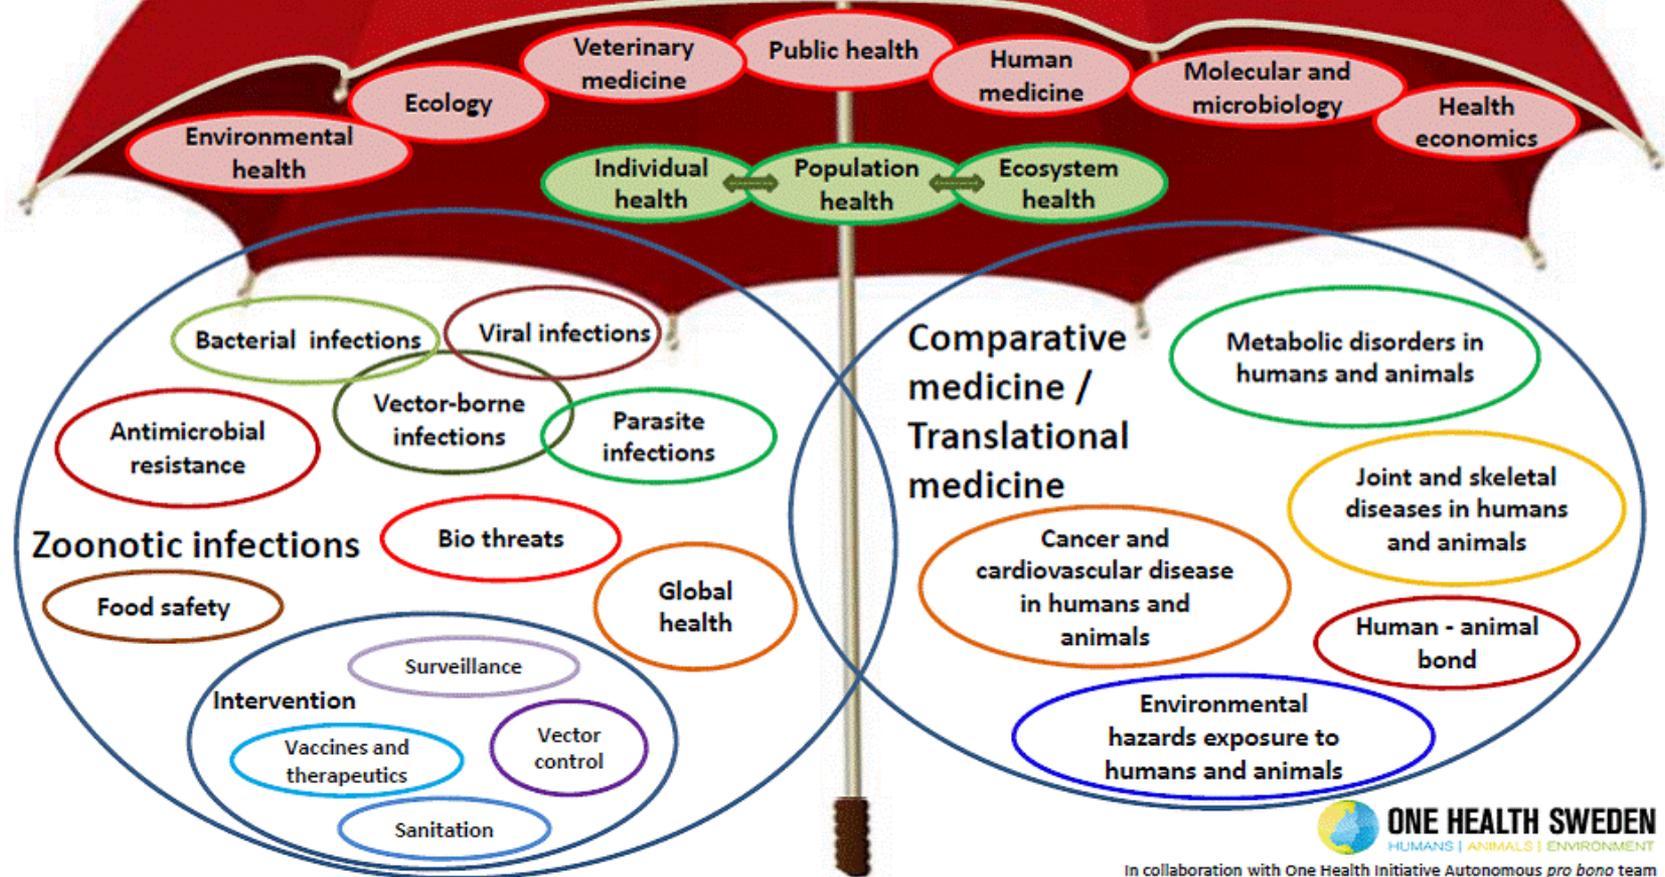 Veterinary
medicine
Public health
Human
medicine
Molecular and
microbiology
Health
economics
Ecology
Environmental
health
Individual
health
Population
health
Ecosystem
health
Bacterial infections
Viral infections
Vector-borne
infections
Parasite
infections
Antimicrobial
resistance
Zoonotic infections
Bio threats
Food safety
Global
health
Surveillance
Intervention
Vaccines and
therapeutics
Vector
control
Sanitation
Comparative
medicine /
Translational
medicine
Metabolic disorders in
humans and animals
Joint and skeletal
diseases in humans
and animals
Cancer and
cardiovascular disease
in humans and
animals
Human - animal
bond
Environmental
hazards exposure to
humans and animals
ONE HEALTH SWEDEN
HUMANS | ANIMALS | ENVIRONMENT
In collaboration with One Health Initiative Autonomous pro bono team